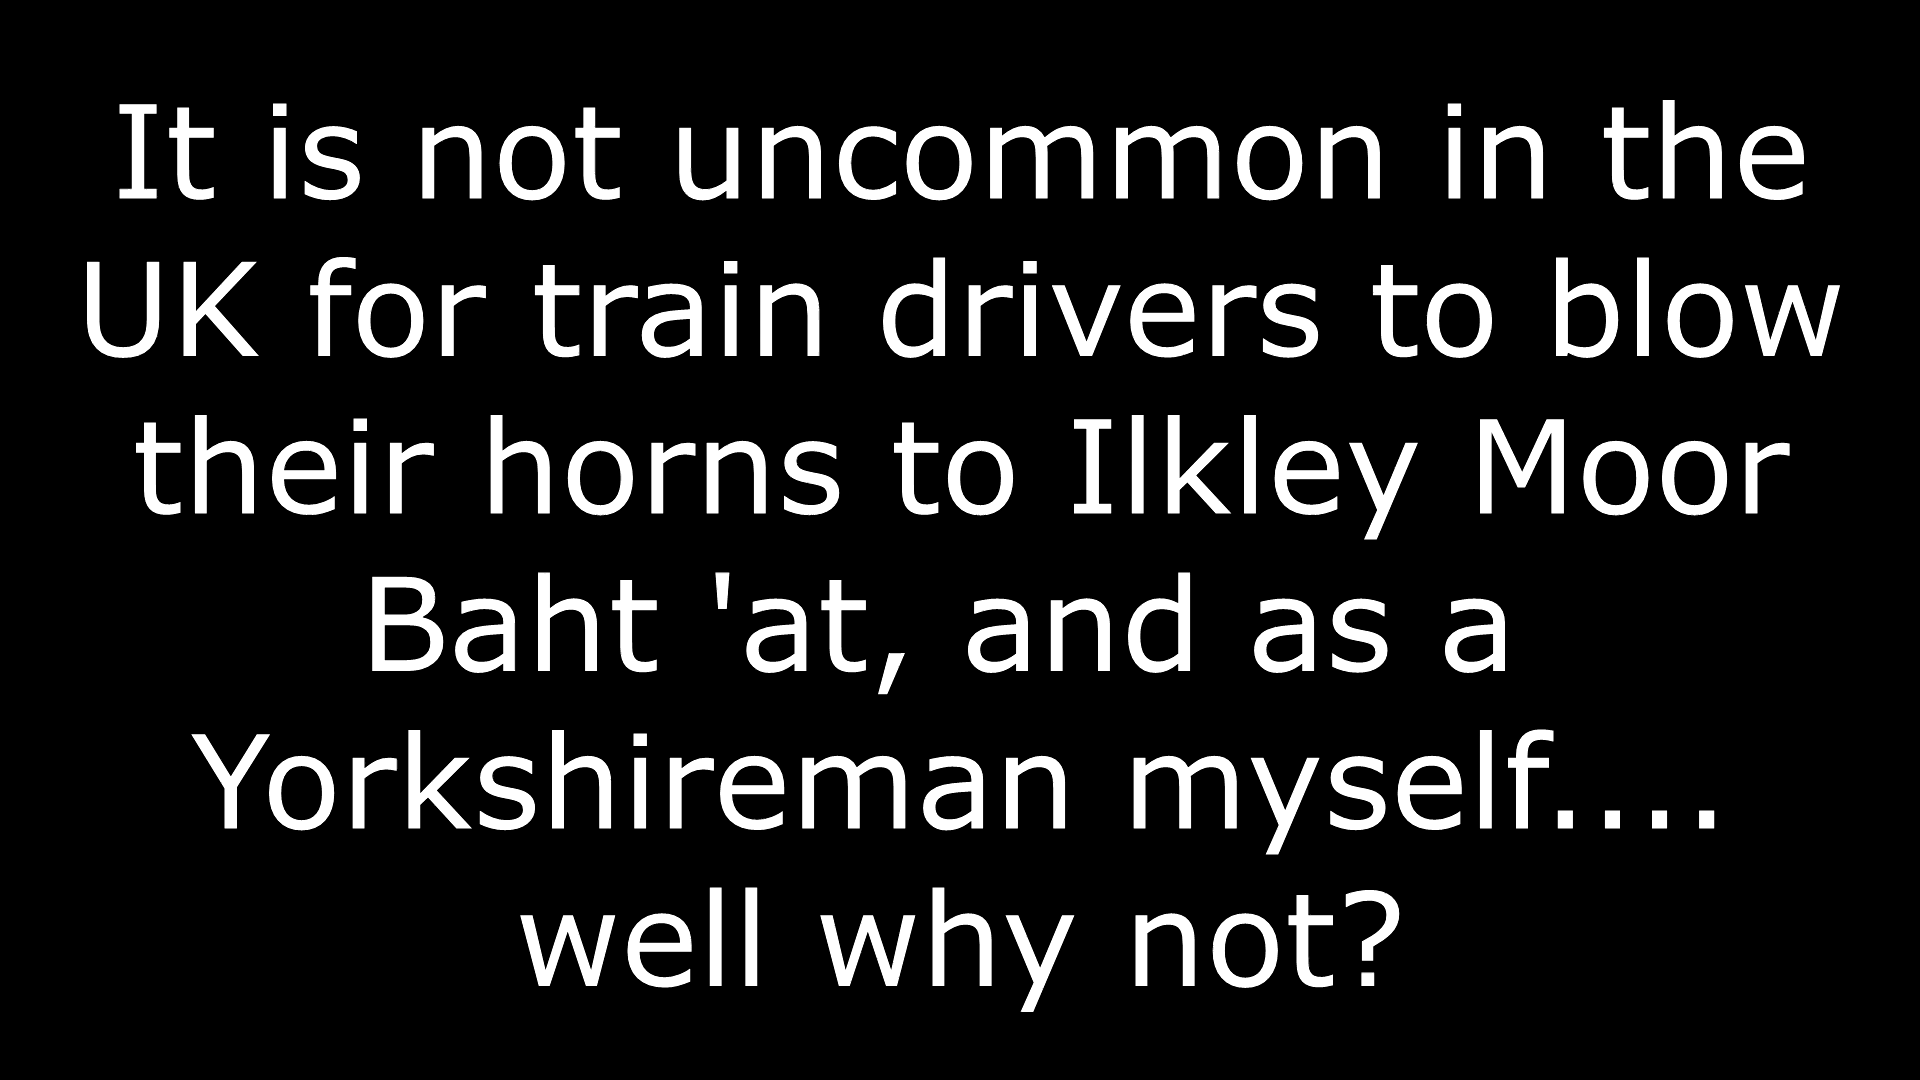 It is not uncommon in the
UK for train drivers to blow
their horns to Ilkley Moor
Baht 'at, and as a
Yorkshireman myself....
well why not?